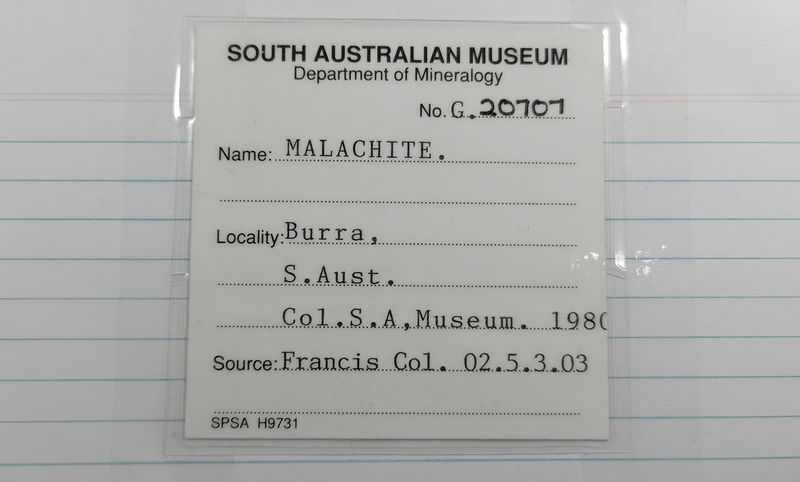 SOUTH AUSTRALIAN MUSEUM
Department of Mineralogy
No. G. 20707
Name: MALACHITE.
Locality: Burra,
S.Aust.
Col.S.A,Museum. 1980
Source: Francis Col. 02.5.3.03
SPSA H9731